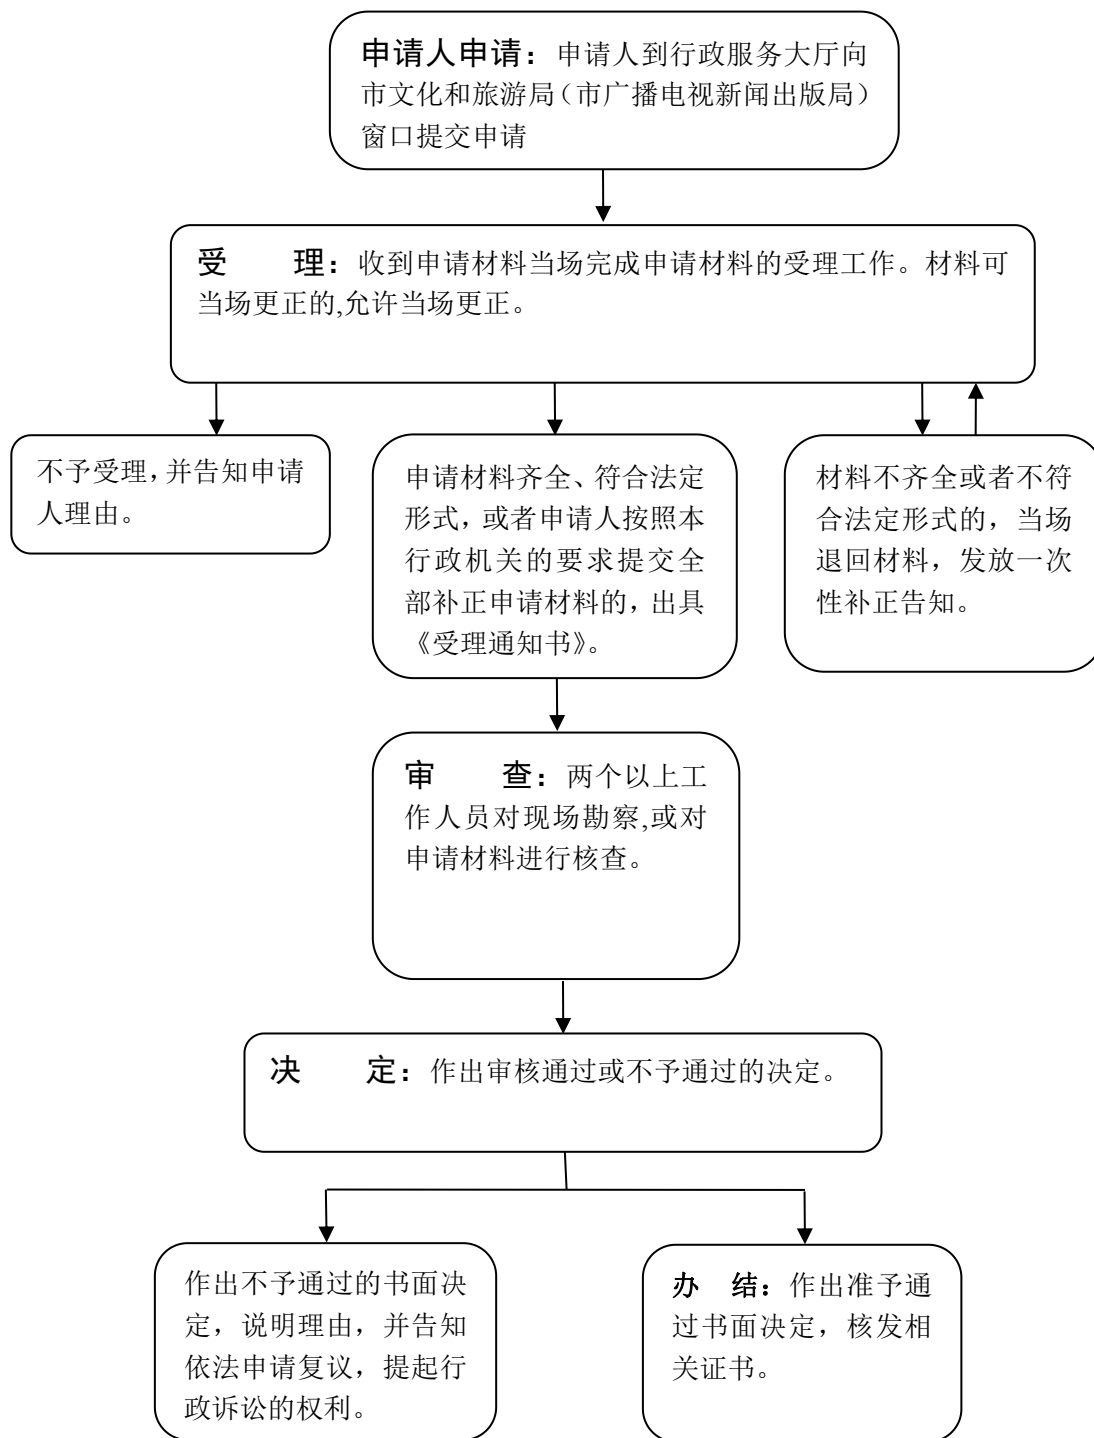 申请人申请：申请人到行政服务大厅向
市文化和旅游局（市广播电视新闻出版局）
窗口提交申请
受　　理：收到申请材料当场完成申请材料的受理工作。材料可
当场更正的,允许当场更正。
不予受理，并告知申请
人理由。
申请材料齐全、符合法定
形式，或者申请人按照本
行政机关的要求提交全
部补正申请材料的，出具
《受理通知书》。
材料不齐全或者不符
合法定形式的，当场
退回材料，发放一次
性补正告知。
审　　查：两个以上工
作人员对现场勘察,或对
申请材料进行核查。
决　　定：作出审核通过或不予通过的决定。
作出不予通过的书面决
定，说明理由，并告知
依法申请复议，提起行
政诉讼的权利。
办　结：作出准予通
过书面决定，核发相
关证书。